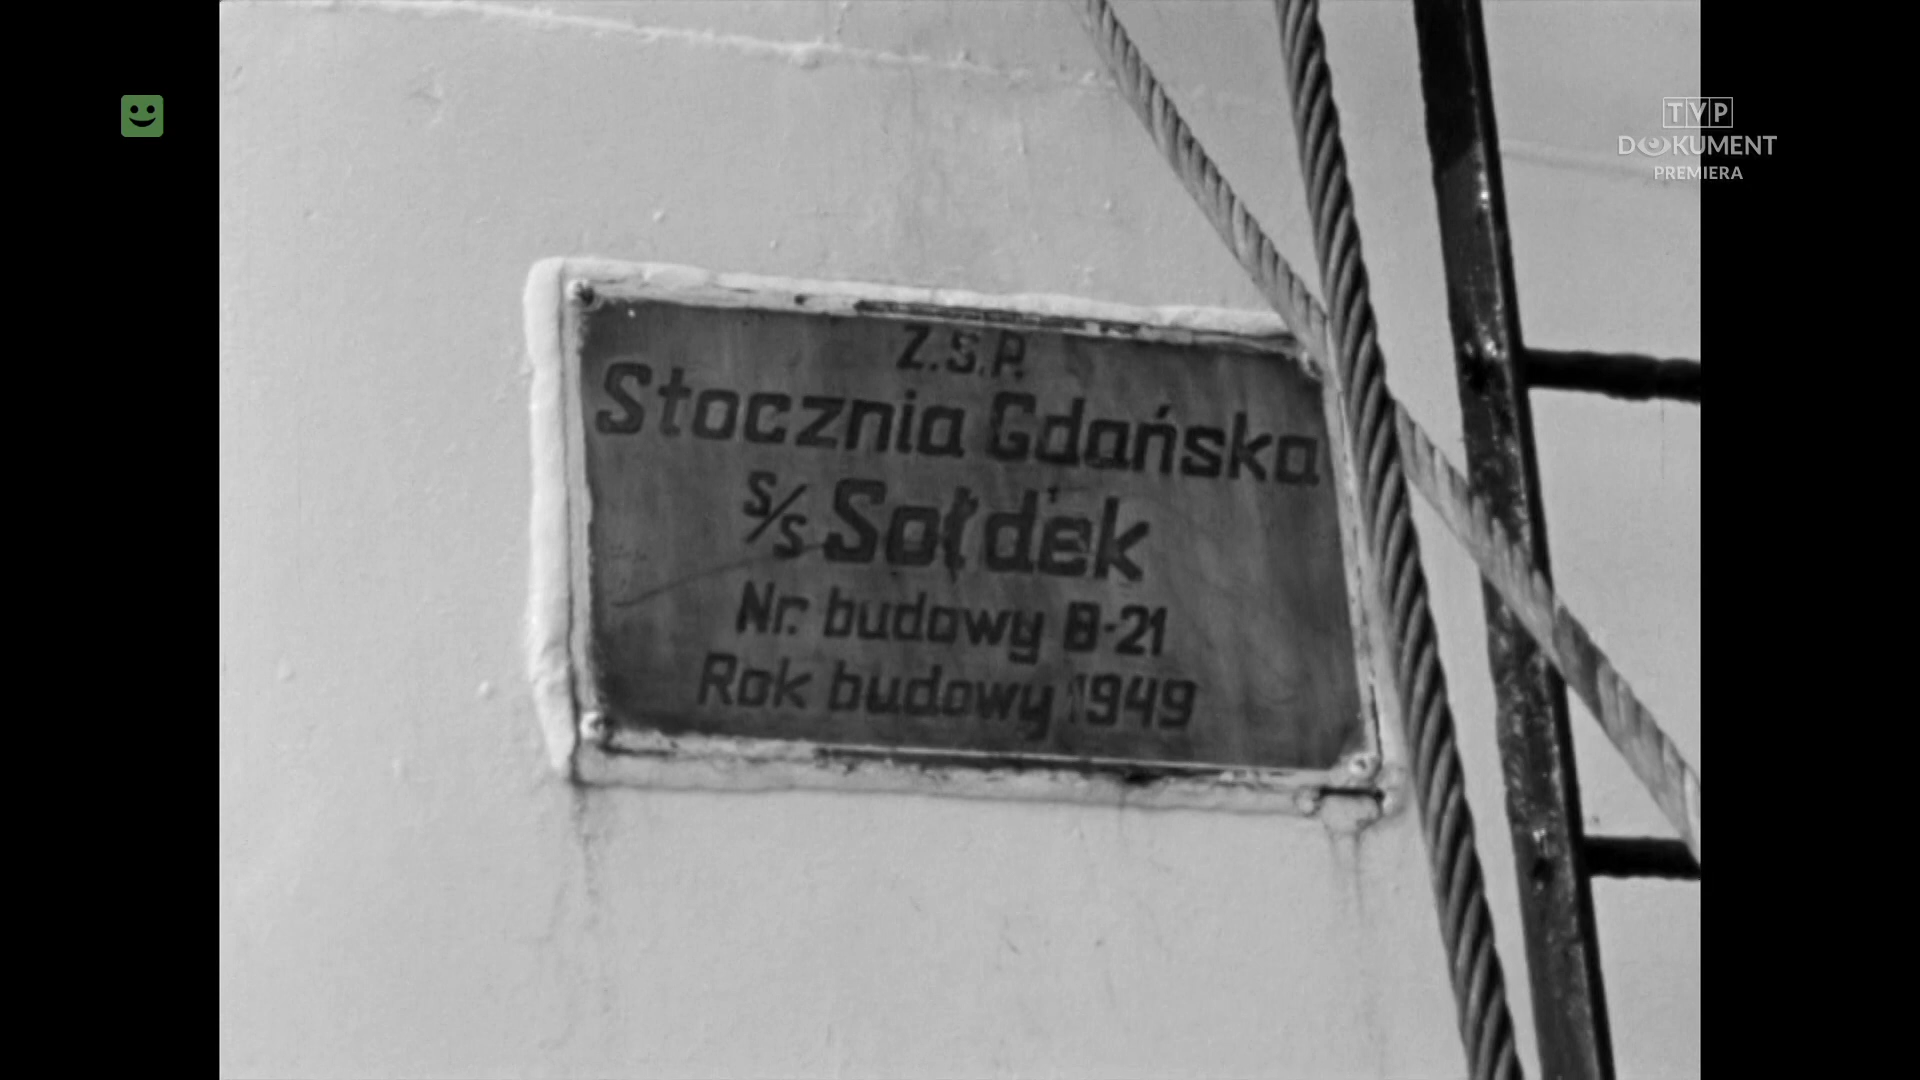 Z.S.P.
Stocznia Gdańska
s/s Sołdek
Nr. budowy B-21
Rok budowy 1949
TVP
DOKUMENT
PREMIERA